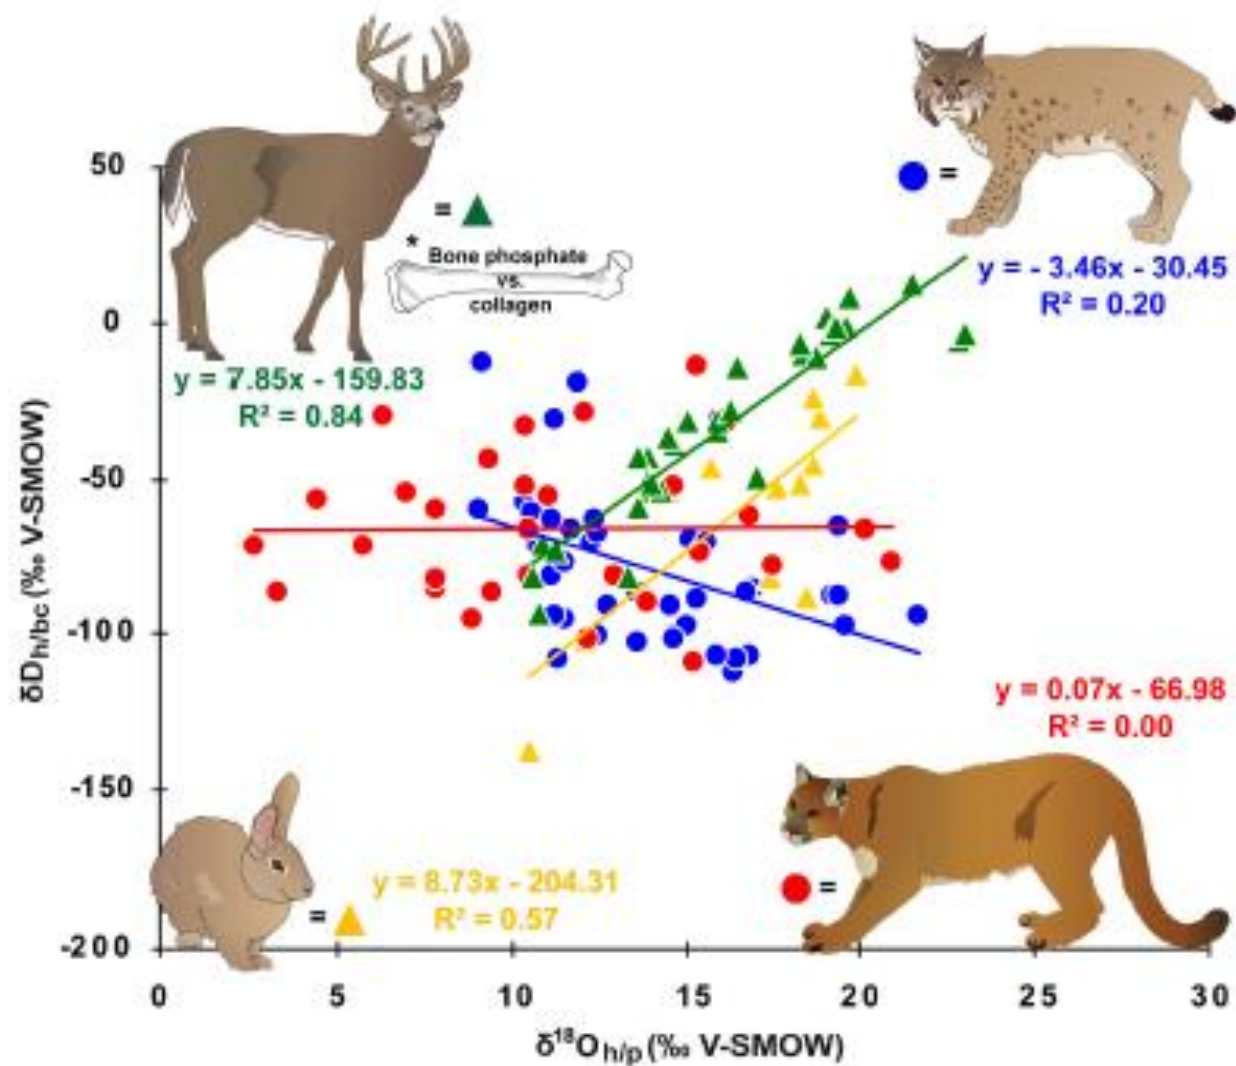 50
0
-50
-100
-150
-200
0 5 10 15 20 25 30
δD h/bc (‰ V-SMOW)
δ¹⁸O h/p (‰ V-SMOW)
=
* Bone phosphate
vs.
collagen
y = 7.85x - 159.83
R² = 0.84
=
y = - 3.46x - 30.45
R² = 0.20
y = 0.07x - 66.98
R² = 0.00
=
=
y = 8.73x - 204.31
R² = 0.57